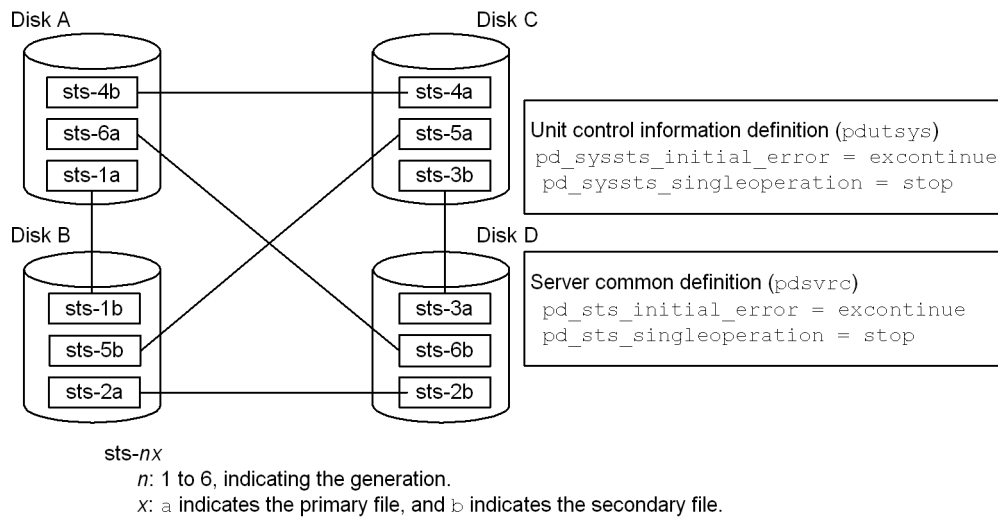 Disk A
sts-4b
sts-6a
sts-1a
Disk B
sts-1b
sts-5b
sts-2a
Disk C
sts-4a
sts-5a
sts-3b
Disk D
sts-3a
sts-6b
sts-2b
Unit control information definition (pdutsys)
pd_syssts_initial_error = excontinue
pd_syssts_singleoperation = stop
Server common definition (pdsvrc)
pd_sts_initial_error = excontinue
pd_sts_singleoperation = stop
sts-nx
n: 1 to 6, indicating the generation.
x: a indicates the primary file, and b indicates the secondary file.